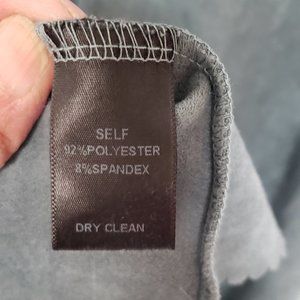 SELF
92%POLYESTER
8%SPANDEX
DRY CLEAN